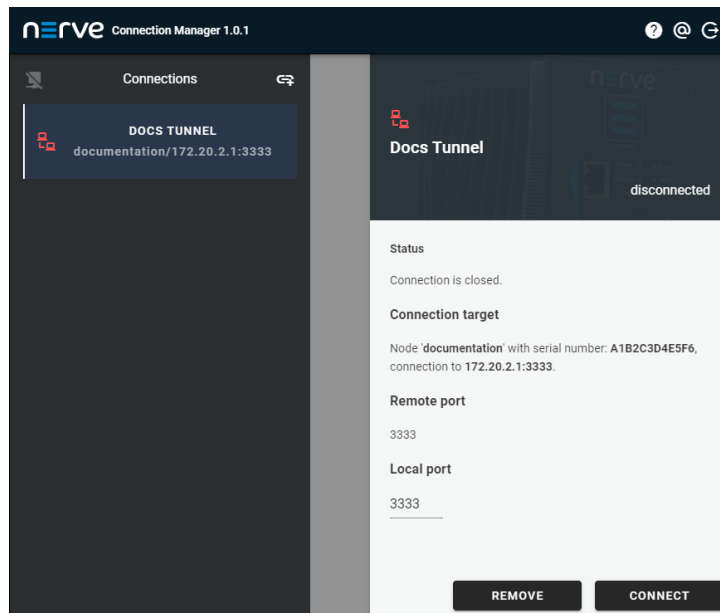 nerve Connection Manager 1.0.1
Connections
DOCS TUNNEL
documentation/172.20.2.1:3333
nerve
Docs Tunnel
disconnected
Status
Connection is closed.
Connection target
Node 'documentation' with serial number: A1B2C3D4E5F6,
connection to 172.20.2.1:3333.
Remote port
3333
Local port
3333
REMOVE
CONNECT